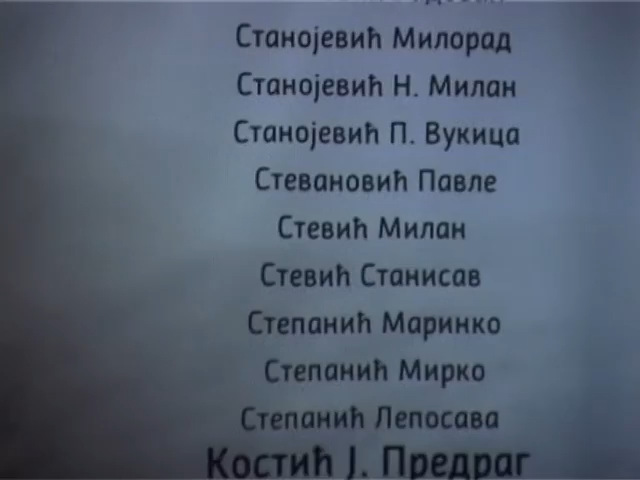 Станојевић Милорад
Станојевић Н. Милан
Станојевић П. Вукица
Стевановић Павле
Стевић Милан
Стевић Станисав
Степанић Маринко
Степанић Мирко
Степанић Лепосава
Костић Ј. Предраг